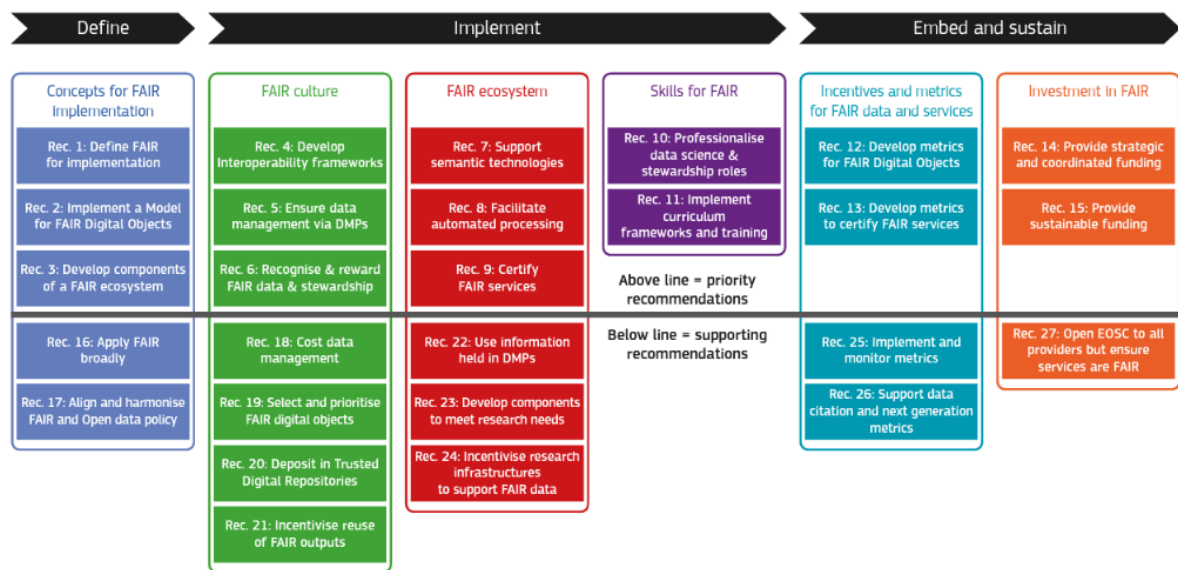 Define
Implement
Embed and sustain
Concepts for FAIR
Implementation
Rec. 1: Define FAIR
for implementation
Rec. 2: Implement a Model
for FAIR Digital Objects
Rec. 3: Develop components
of a FAIR ecosystem
Rec. 16: Apply FAIR
broadly
Rec. 17: Align and harmonise
FAIR and Open data policy
FAIR culture
Rec. 4: Develop
Interoperability frameworks
Rec. 5: Ensure data
management via DMPs
Rec. 6: Recognise & reward
FAIR data & stewardship
Rec. 18: Cost data
management
Rec. 19: Select and prioritise
FAIR digital objects
Rec. 20: Deposit in Trusted
Digital Repositories
Rec. 21: Incentivise reuse
of FAIR outputs
FAIR ecosystem
Rec. 7: Support
semantic technologies
Rec. 8: Facilitate
automated processing
Rec. 9: Certify
FAIR services
Rec. 22: Use information
held in DMPs
Rec. 23: Develop components
to meet research needs
Rec. 24: Incentivise research
infrastructures
to support FAIR data
Skills for FAIR
Rec. 10: Professionalise
data science &
stewardship roles
Rec. 11: Implement
curriculum
frameworks and training
Above line = priority
recommendations
Below line = supporting
recommendations
Incentives and metrics
for FAIR data and services
Rec. 12: Develop metrics
for FAIR Digital Objects
Rec. 13: Develop metrics
to certify FAIR services
Rec. 25: Implement and
monitor metrics
Rec. 26: Support data
citation and next generation
metrics
Investment in FAIR
Rec. 14: Provide strategic
and coordinated funding
Rec. 15: Provide
sustainable funding
Rec. 27: Open EOSC to all
providers but ensure
services are FAIR